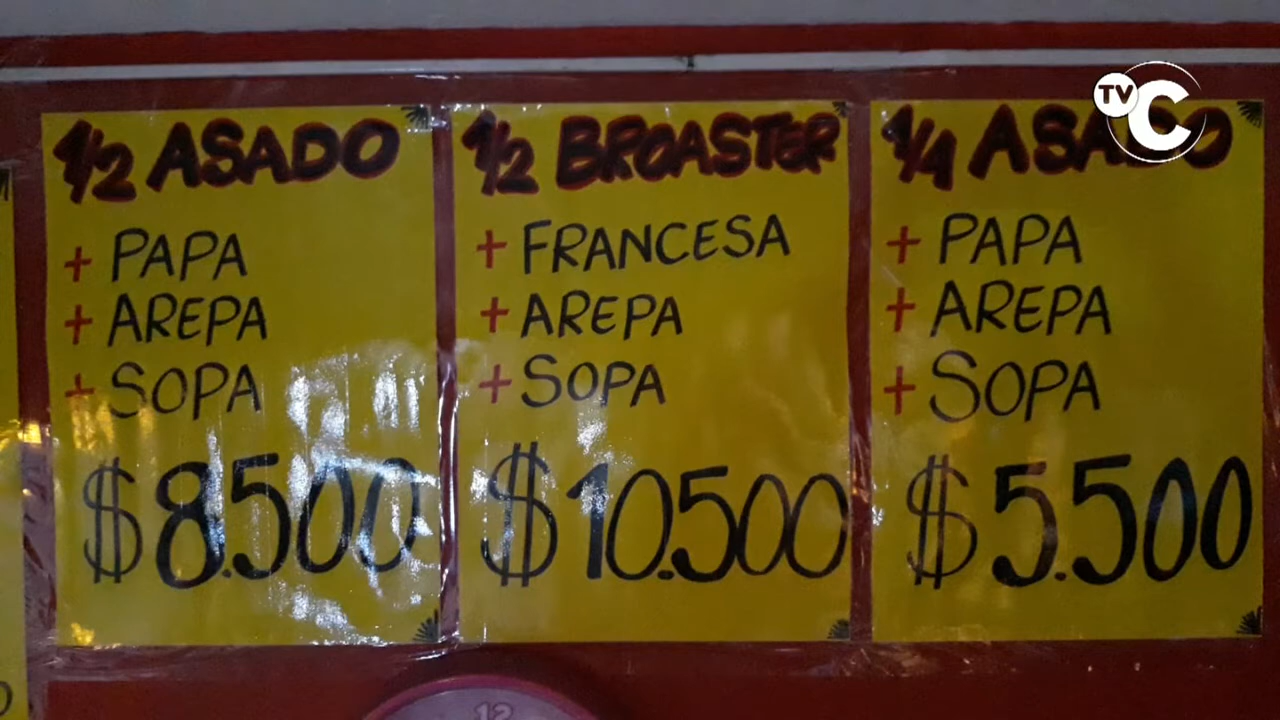 1/2 ASADO
+ PAPA
+ AREPA
+ SOPA
$8.500
1/2 BROASTER
+ FRANCESA
+ AREPA
+ SOPA
$10.500
1/4 ASADO
+ PAPA
+ AREPA
+ SOPA
$5.500
TVC
12